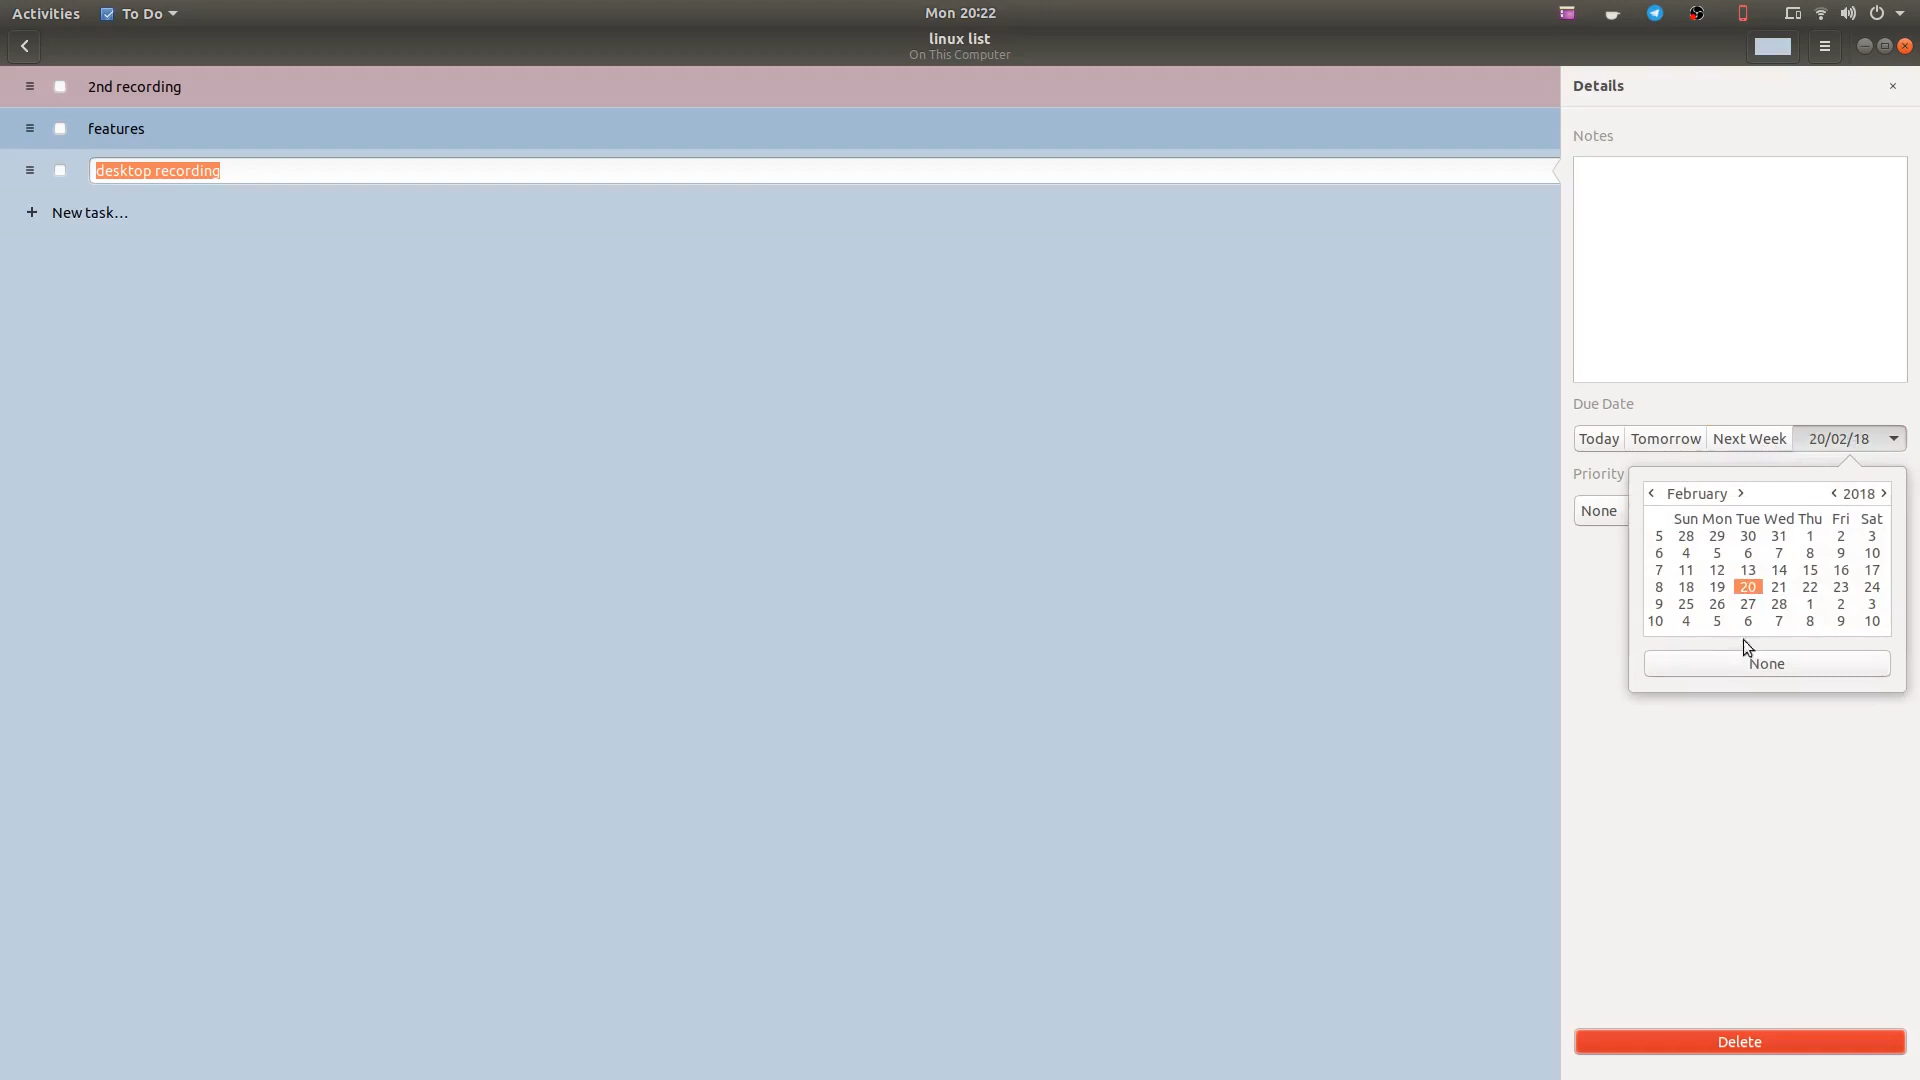 Activities To Do Mon 20:22
linux list
On This Computer
2nd recording
features
desktop recording
+ New task...
Details ×
Notes
Due Date
Today Tomorrow Next Week 20/02/18
Priority
None
< February > < 2018 >
Sun Mon Tue Wed Thu Fri Sat
5 28 29 30 31 1 2 3
6 4 5 6 7 8 9 10
7 11 12 13 14 15 16 17
8 18 19 20 21 22 23 24
9 25 26 27 28 1 2 3
10 4 5 6 7 8 9 10
None
Delete